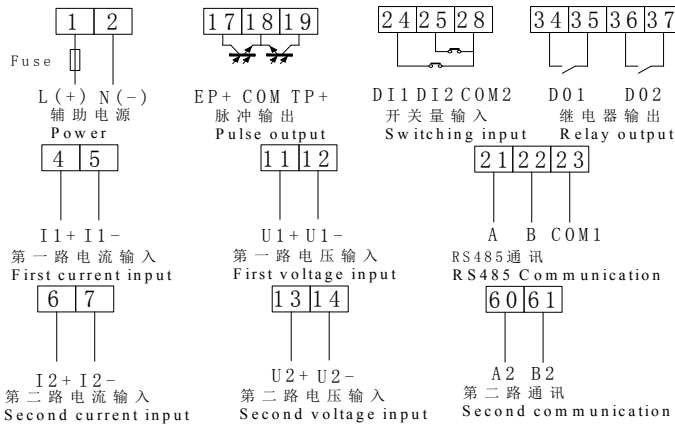 1 2
17 18 19
24 25 28
34 35 36 37
Fuse
L(+) N(-)
辅助电源
Power
EP+ COM TP+
脉冲输出
Pulse output
DI1 DI2 COM2
开关量输入
Switching input
D01 D02
继电器输出
Relay output
4 5
I1+ I1-
第一路电流输入
First current input
11 12
U1+ U1-
第一路电压输入
First voltage input
21 22 23
A B COM1
RS485通讯
RS485 Communication
6 7
I2+ I2-
第二路电流输入
Second current input
13 14
U2+ U2-
第二路电压输入
Second voltage input
60 61
A2 B2
第二路通讯
Second communication